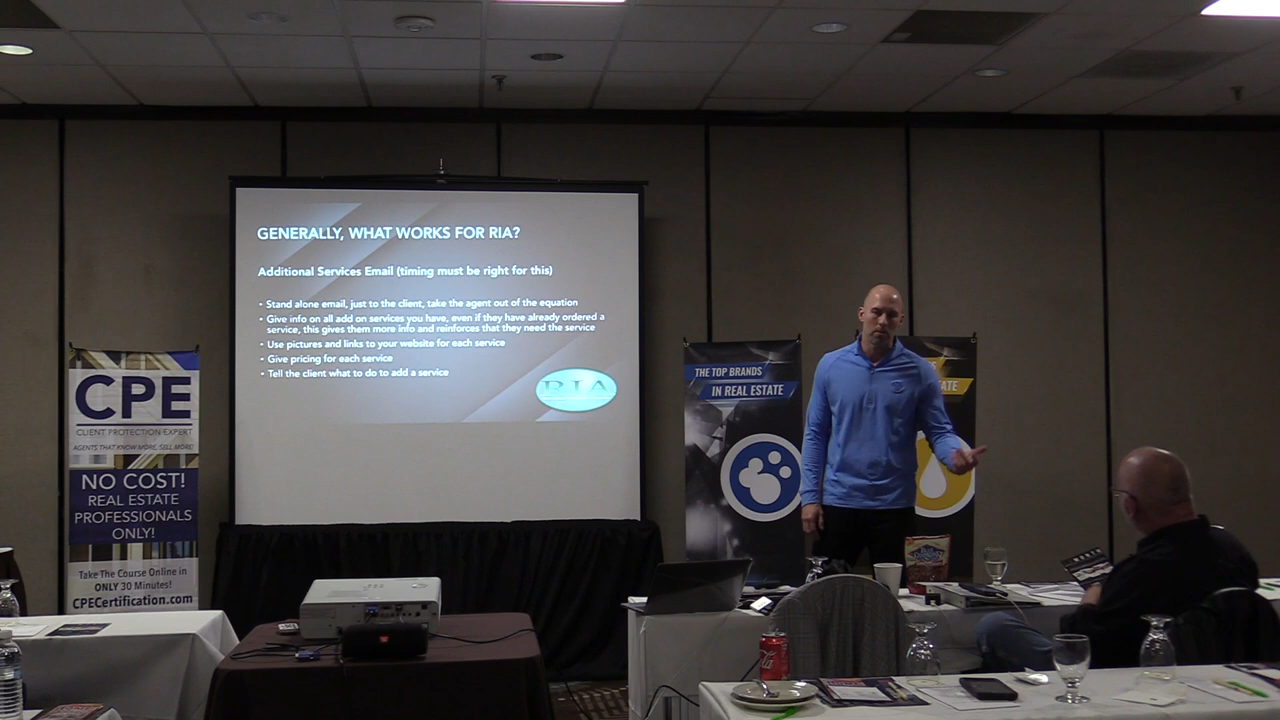 GENERALLY, WHAT WORKS FOR RIA?
Additional Services Email (timing must be right for this)
• Stand alone email, just to the client, take the agent out of the equation
• Give info on all add on services you have, even if they have already ordered a
service, this gives them more info and reinforces that they need the service
• Use pictures and links to your website for each service
• Give pricing for each service
• Tell the client what to do to add a service
RIA
CPE
CLIENT PROTECTION EXPERT
AGENTS THAT KNOW MORE, SELL MORE!
NO COST!
REAL ESTATE
PROFESSIONALS
ONLY!
Take The Course Online in
ONLY 30 Minutes!
CPECertification.com
THE TOP BRANDS
IN REAL ESTATE